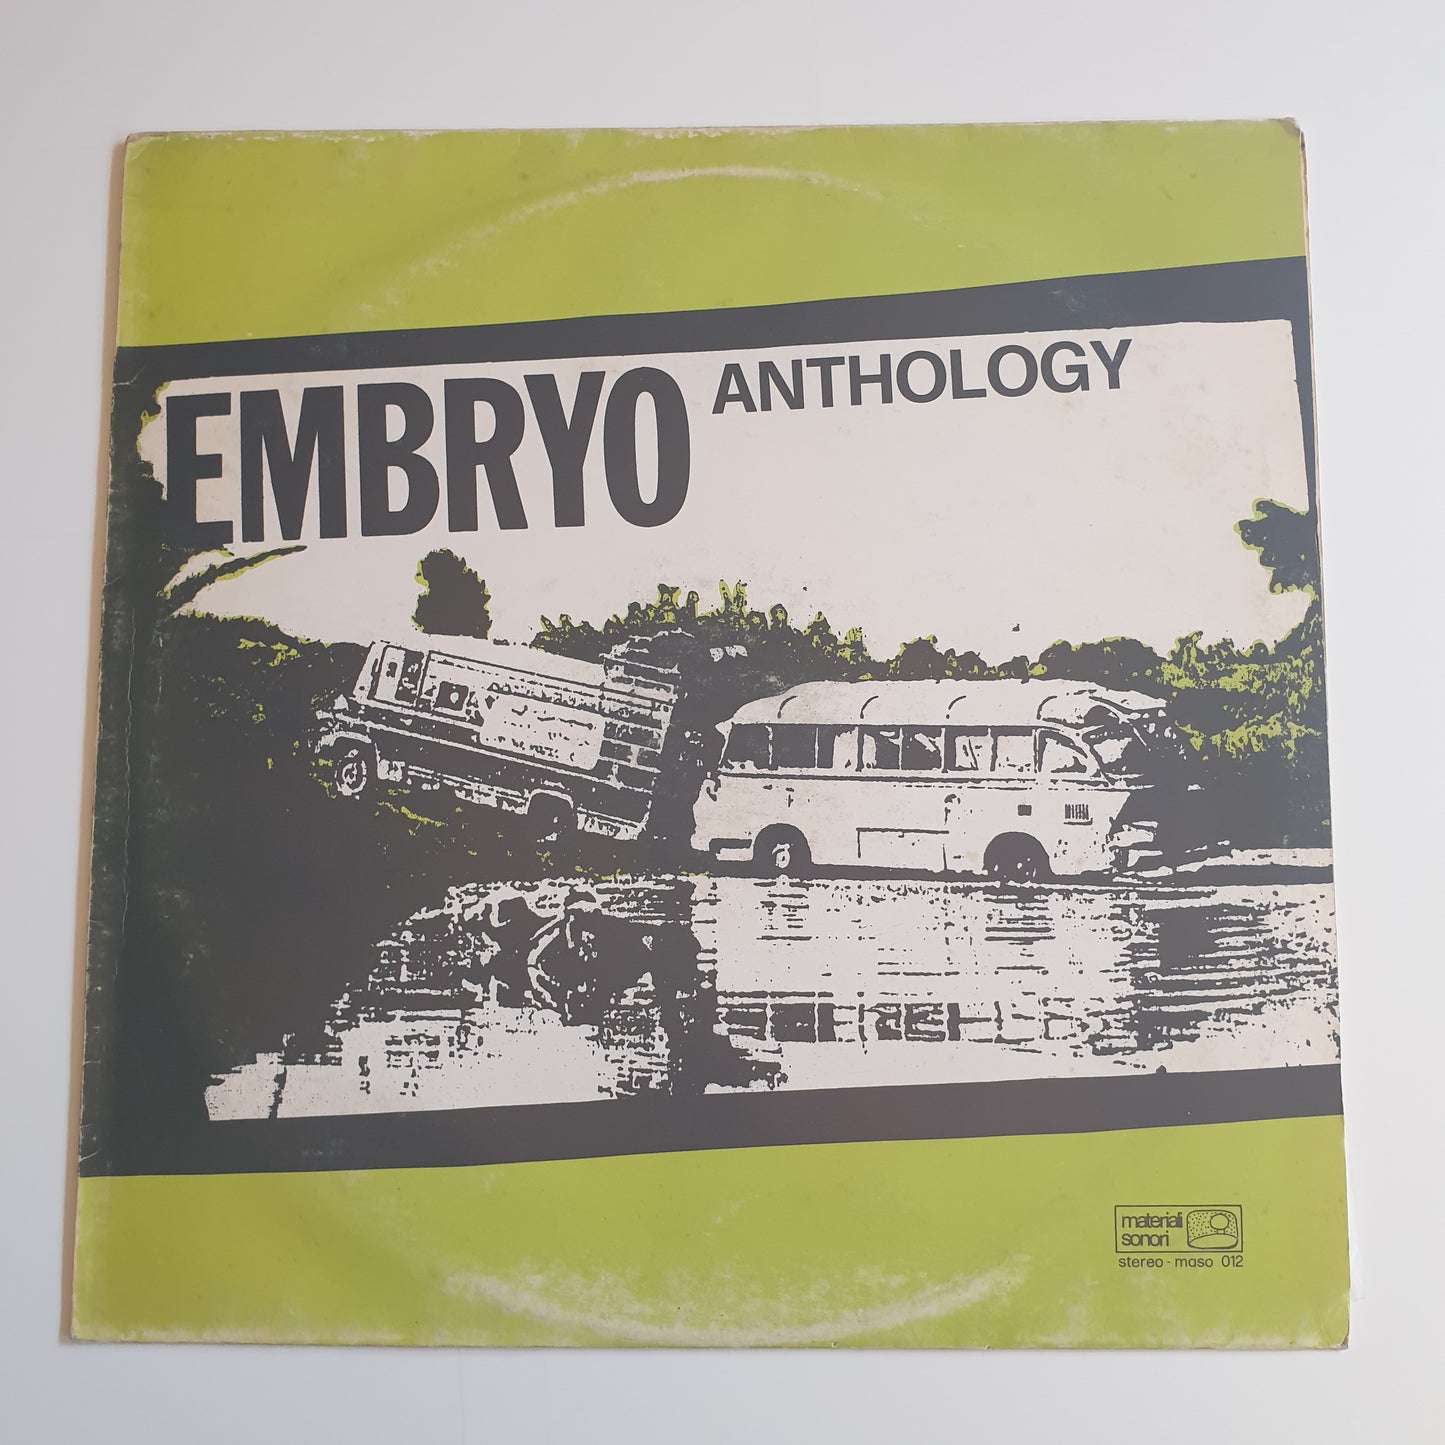 EMBRYO ANTHOLOGY
materiali
sonori
stereo - maso 012